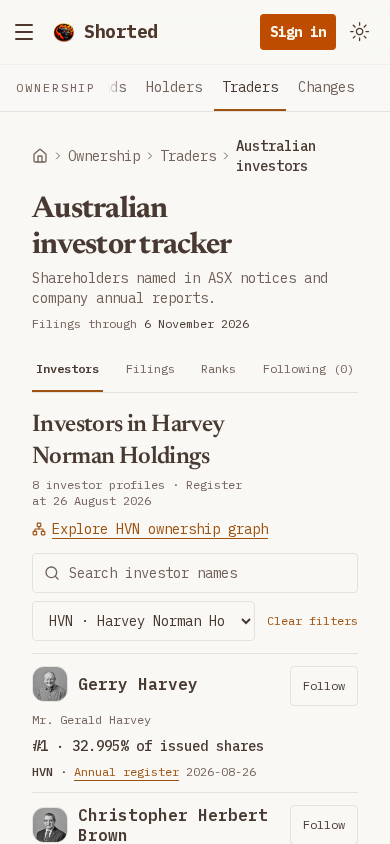 Shorted
Sign in
OWNERSHIP
ds
Holders
Traders
Changes
Ownership
Traders
Australian
investors
Australian
investor tracker
Shareholders named in ASX notices and
company annual reports.
Filings through 6 November 2026
Investors
Filings
Ranks
Following (0)
Investors in Harvey
Norman Holdings
8 investor profiles · Register
at 26 August 2026
Explore HVN ownership graph
Search investor names
HVN · Harvey Norman Ho
Clear filters
Gerry Harvey
Follow
Mr. Gerald Harvey
#1 · 32.995% of issued shares
HVN · Annual register 2026-08-26
Christopher Herbert
Brown
Follow